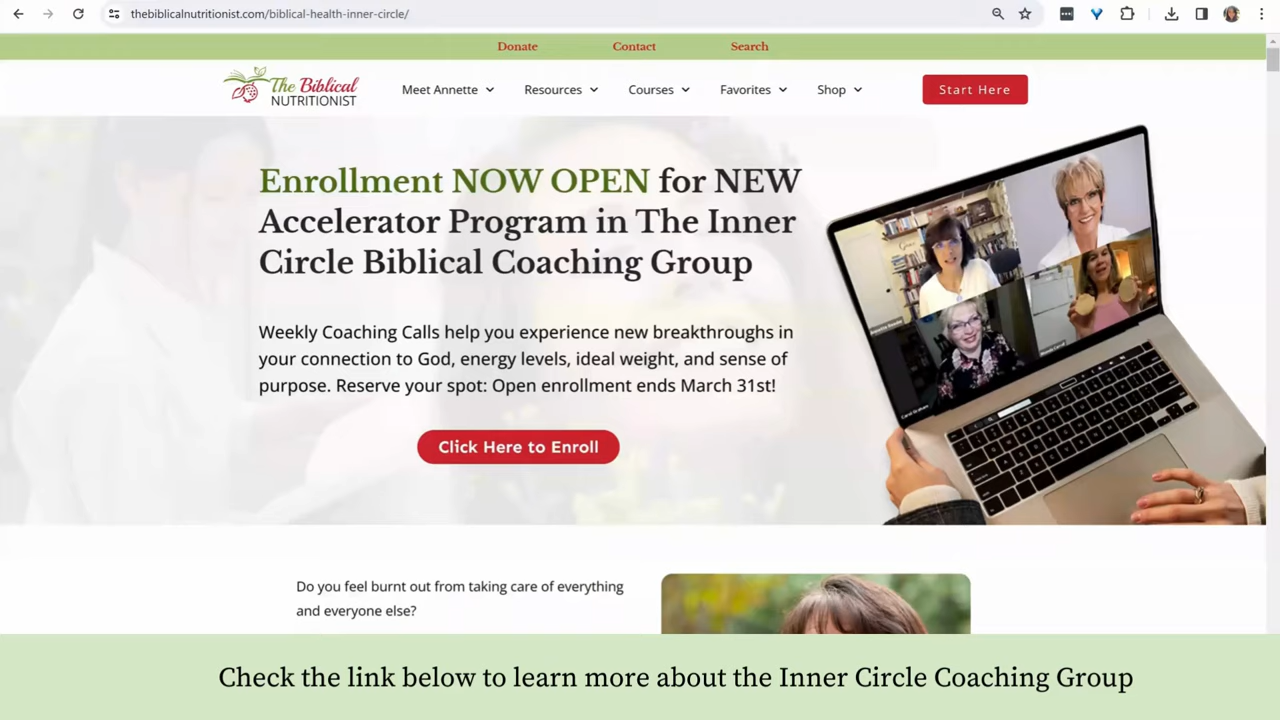 thebiblicalnutritionist.com/biblical-health-inner-circle/
Donate Contact Search
The Biblical
NUTRITIONIST
Meet Annette Resources Courses Favorites Shop Start Here
Enrollment NOW OPEN for NEW
Accelerator Program in The Inner
Circle Biblical Coaching Group
Weekly Coaching Calls help you experience new breakthroughs in
your connection to God, energy levels, ideal weight, and sense of
purpose. Reserve your spot: Open enrollment ends March 31st!
Click Here to Enroll
Do you feel burnt out from taking care of everything
and everyone else?
Check the link below to learn more about the Inner Circle Coaching Group